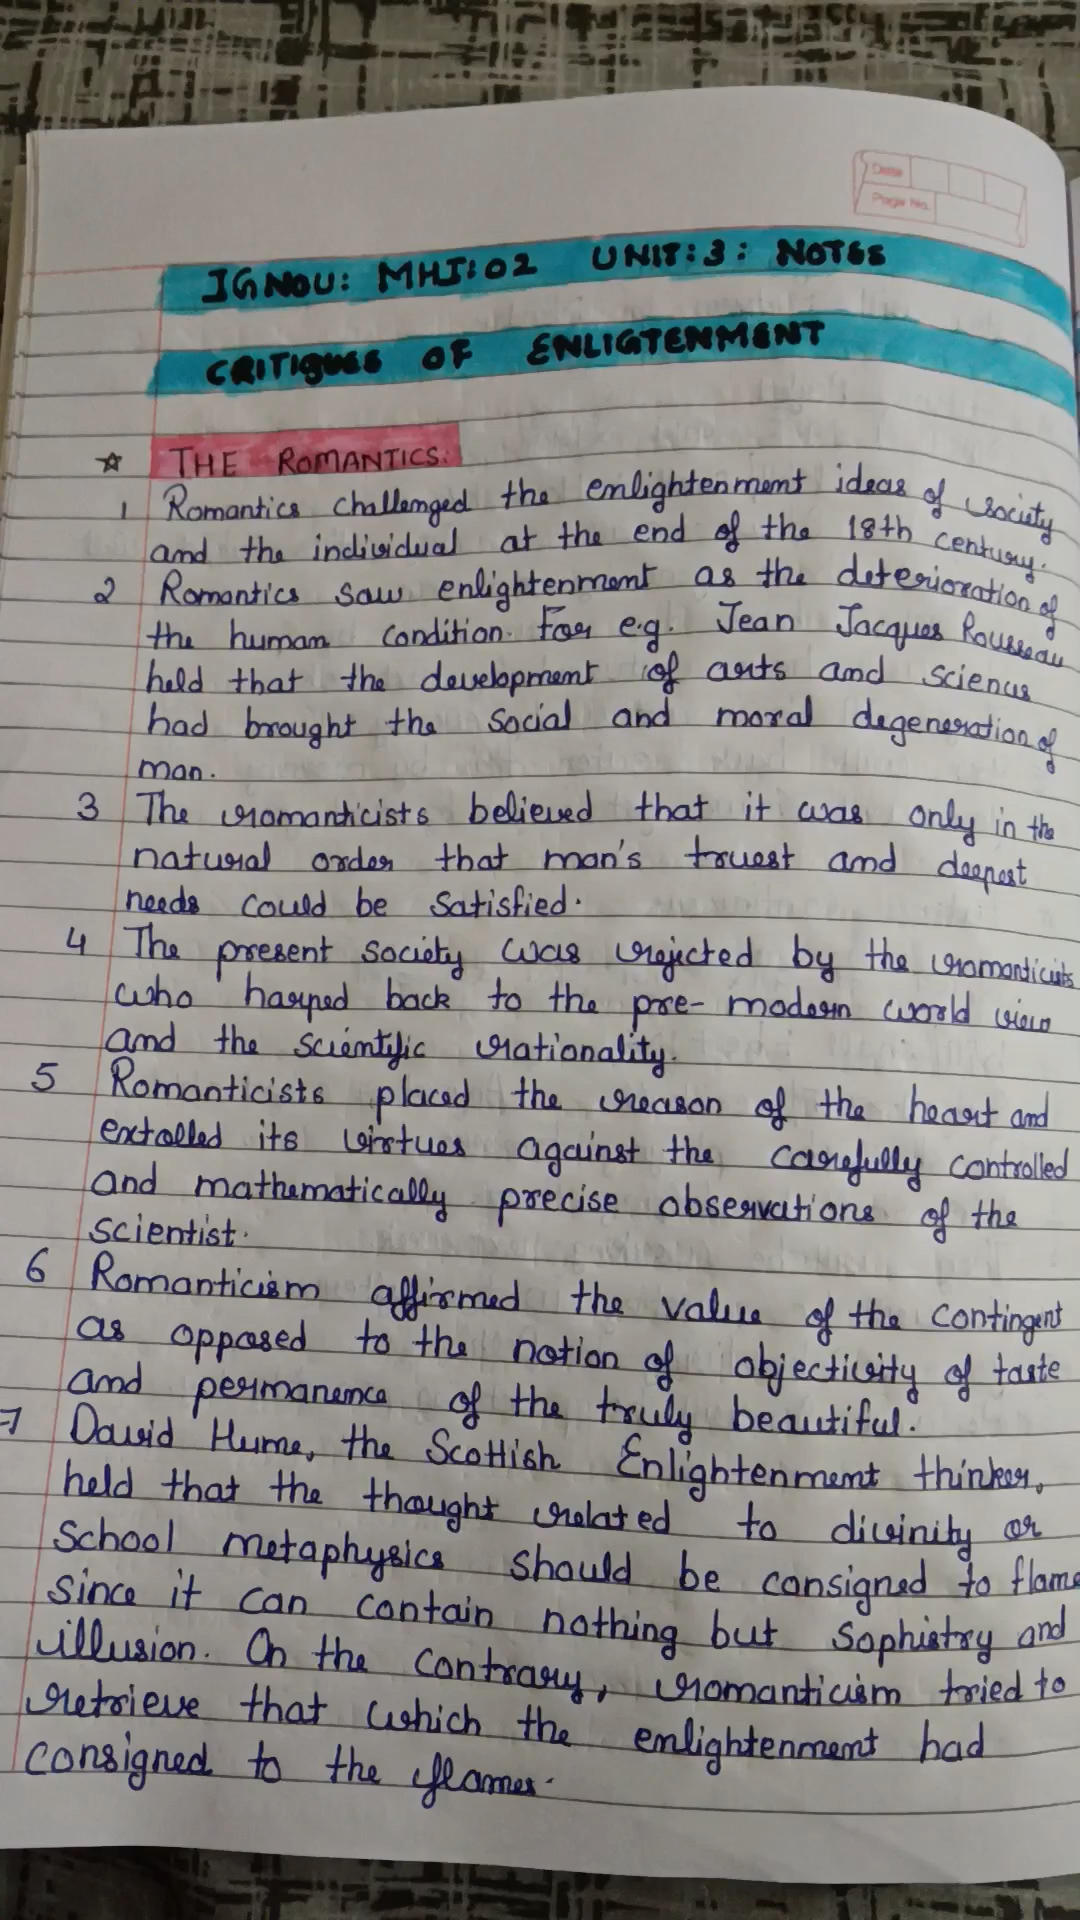 Date
Page No.
IGNOU: MHI:02 UNIT:3: NOTES
CRITIQUES OF ENLIGTENMENT
☆ THE ROMANTICS:
1 Romantics challenged the enlightenment ideas of society
and the individual at the end of the 18th century.
2 Romantics saw enlightenment as the deterioration of
the human condition. For e.g. Jean Jacques Rousseau
held that the development of arts and sciences
had brought the social and moral degeneration of
man.
3 The romanticists believed that it was only in the
natural order that man's truest and deepest
needs could be satisfied.
4 The present society was rejected by the romanticists
who harped back to the pre-modern world view
and the scientific rationality.
5 Romanticists placed the reason of the heart and
extolled its virtues against the carefully controlled
and mathematically precise observations of the
scientist.
6 Romanticism affirmed the value of the contingent
as opposed to the notion of objectivity of taste
and permanence of the truly beautiful.
7 David Hume, the Scottish Enlightenment thinker,
held that the thought related to divinity or
school metaphysics should be consigned to flame
since it can contain nothing but sophistry and
illusion. On the contrary, romanticism tried to
retrieve that which the enlightenment had
consigned to the flames.